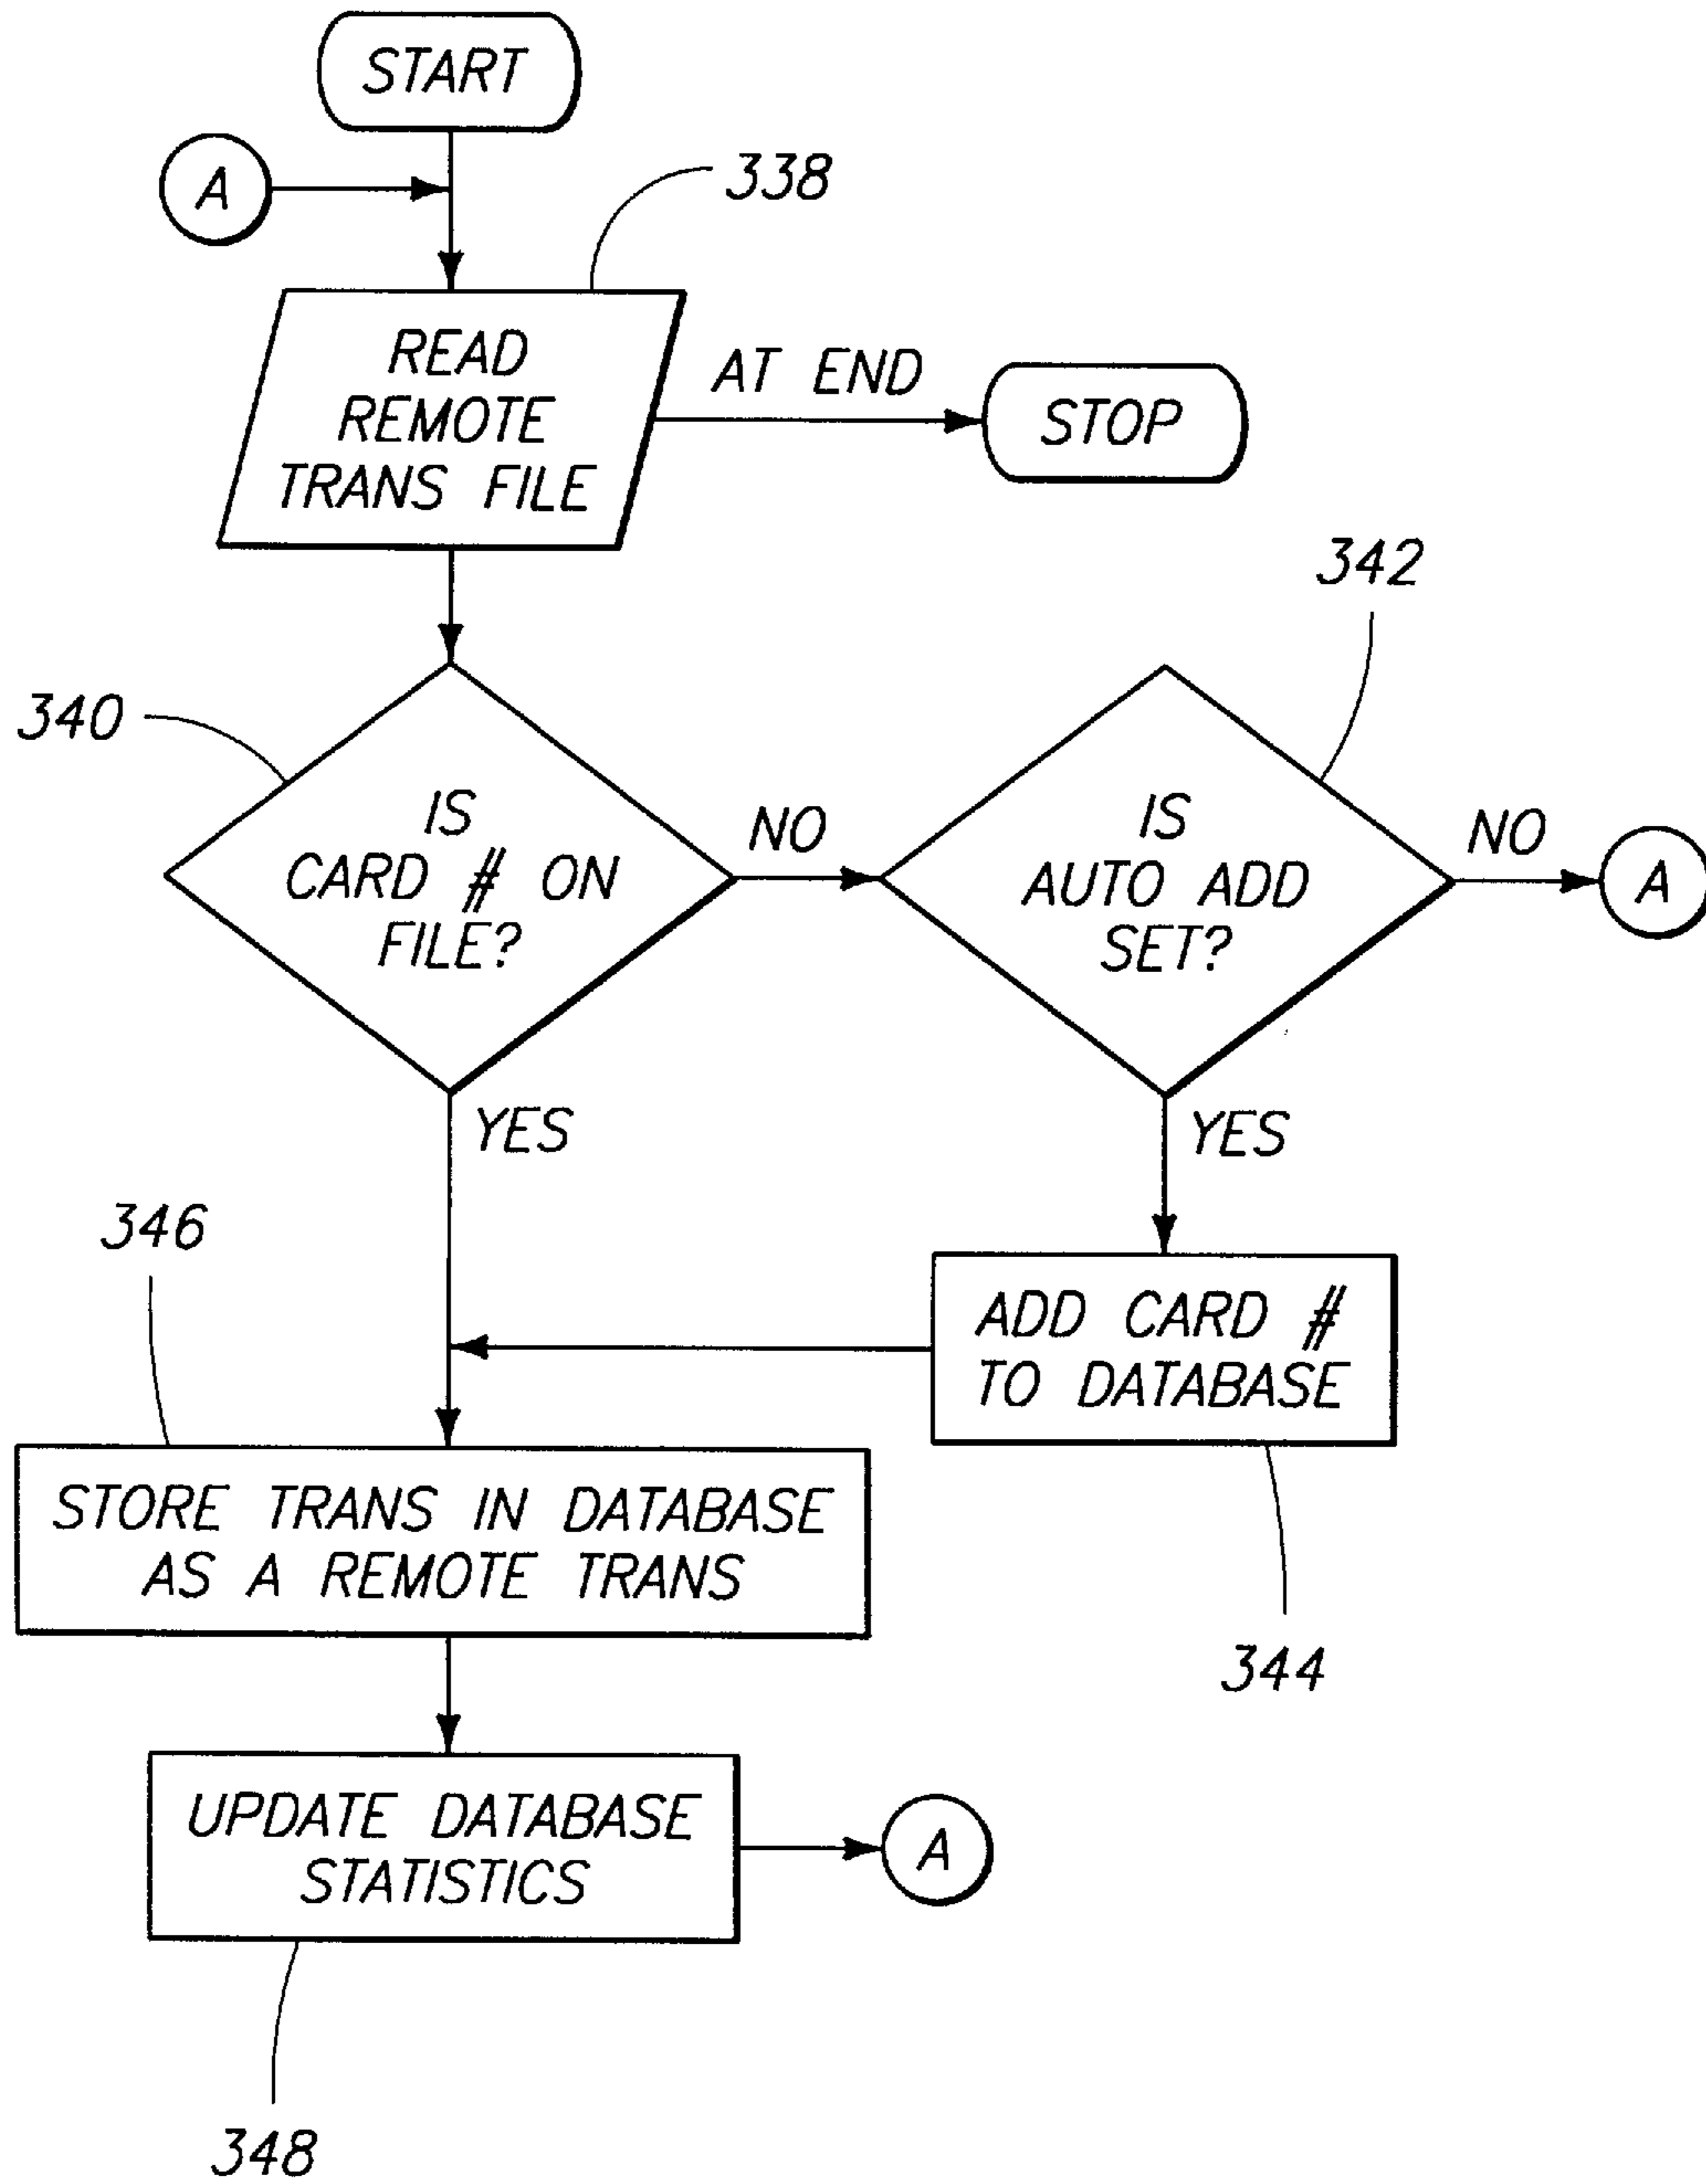 START
A
338
READ
REMOTE
TRANS FILE
AT END
STOP
342
340
IS
CARD # ON
FILE?
NO
IS
AUTO ADD
SET?
NO
A
YES
YES
346
ADD CARD #
TO DATABASE
STORE TRANS IN DATABASE
AS A REMOTE TRANS
344
UPDATE DATABASE
STATISTICS
A
348